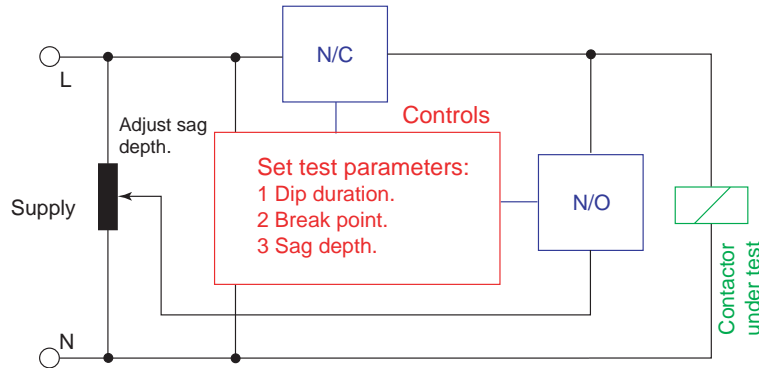 N/C
L
Controls
Adjust sag
depth.
Set test parameters:
1 Dip duration.
2 Break point.
3 Sag depth.
N/O
Supply
Contactor
under test
N